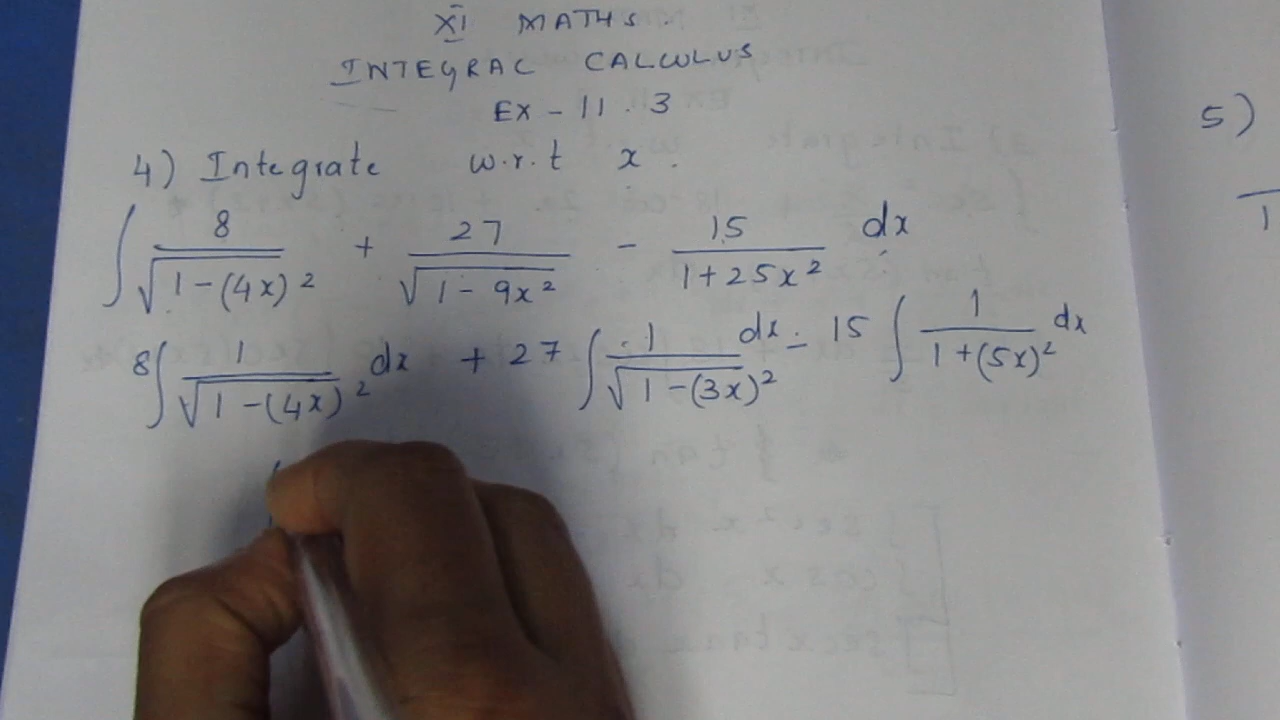 XI MATHS.
INTEGRAL CALCULUS
EX - 11.3
4) Integrate w.r.t x.
∫ 8/√(1-(4x)²) + 27/√(1-9x²) - 15/(1+25x²) dx
8∫ 1/√(1-(4x)²) dx + 27 ∫ 1/√(1-(3x)²) dx - 15 ∫ 1/(1+(5x)²) dx
5)
1